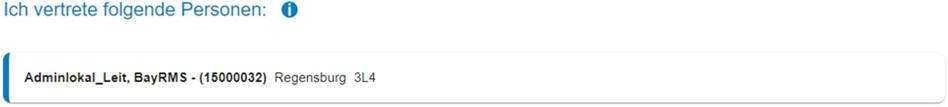 Ich vertrete folgende Personen: i
Adminlokal_Leit, BayRMS - (15000032) Regensburg 3L4